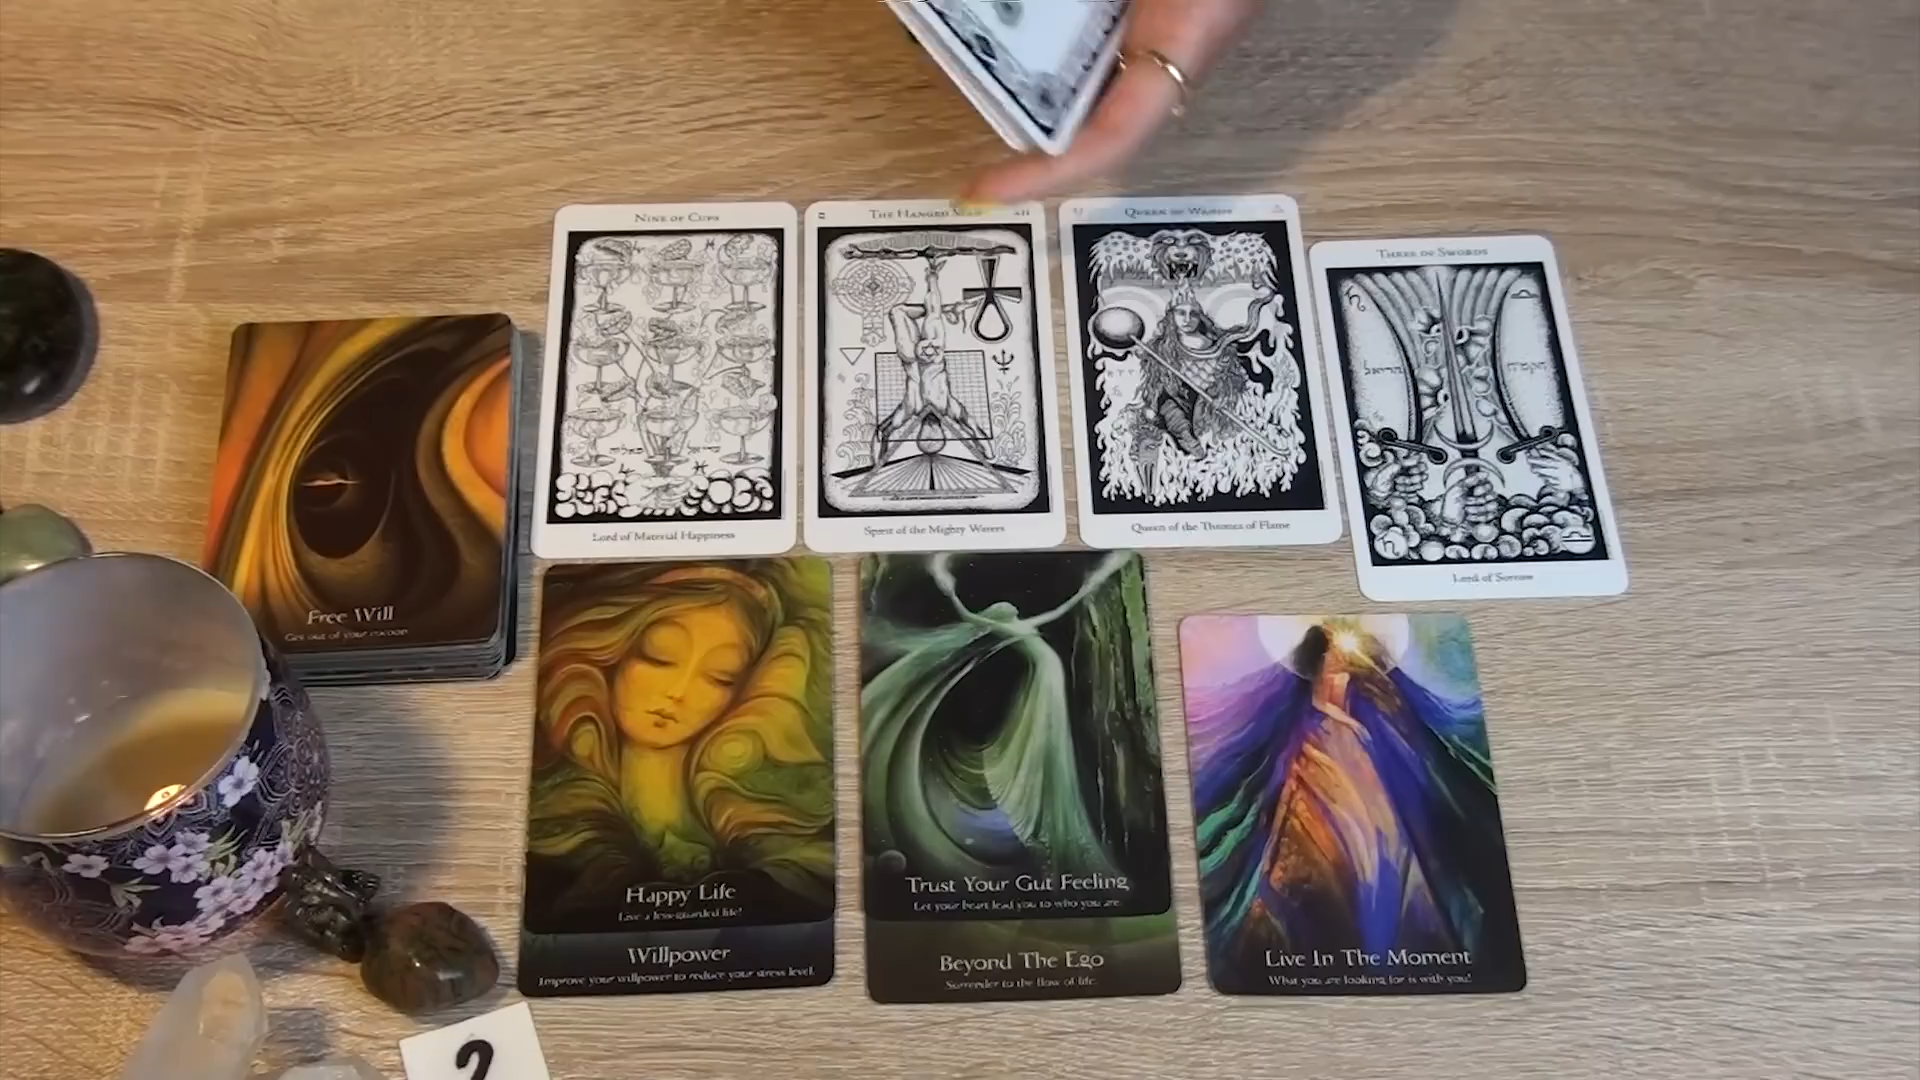 NINE OF CUPS
THE HANGED MAN XII
QUEEN OF WANDS
THREE OF SWORDS
Lord of Material Happiness
Spirit of the Mighty Waters
Queen of the Thrones of Flame
Lord of Sorrow
Free Will
Get out of your cocoon
Happy Life
Live a less-guarded life!
Willpower
Improve your willpower to reduce your stress level.
Trust Your Gut Feeling
Let your heart lead you to who you are.
Beyond The Ego
Surrender to the flow of life.
Live In The Moment
What you are looking for is with you!
2